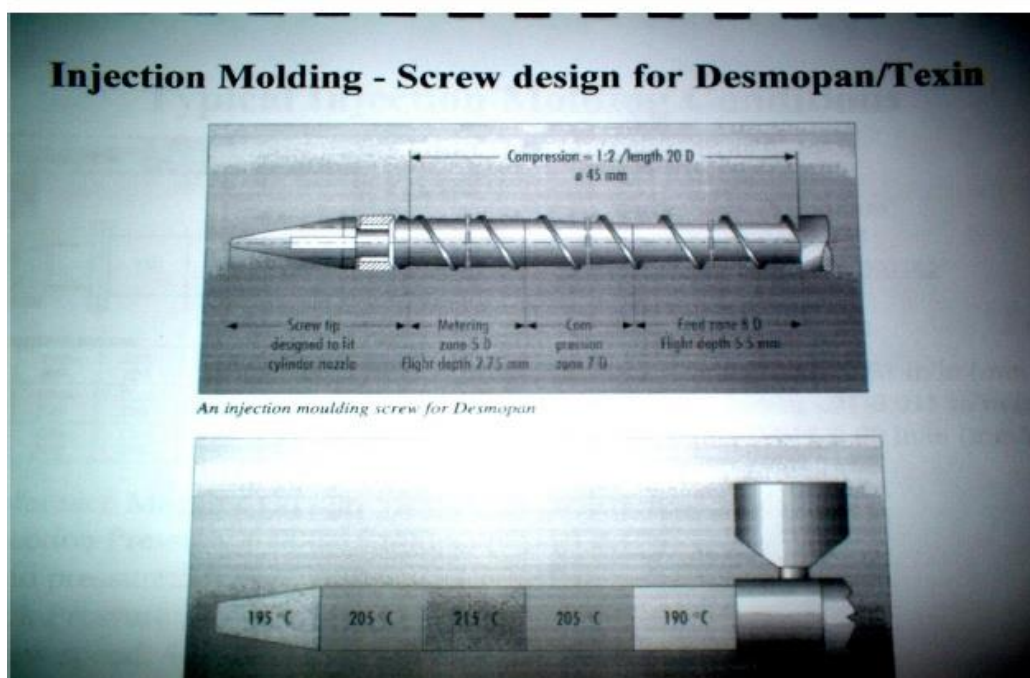 Injection Molding - Screw design for Desmopan/Texin
Compression = 1:2 /length 20 D
ø 45 mm
Screw tip
designed to fit
cylinder nozzle
Metering
zone 5 D
Flight depth 2.75 mm
Com-
pression
zone 7 D
Feed zone 8 D
Flight depth 5.5 mm
An injection moulding screw for Desmopan
195 °C
205 °C
215 °C
205 °C
190 °C